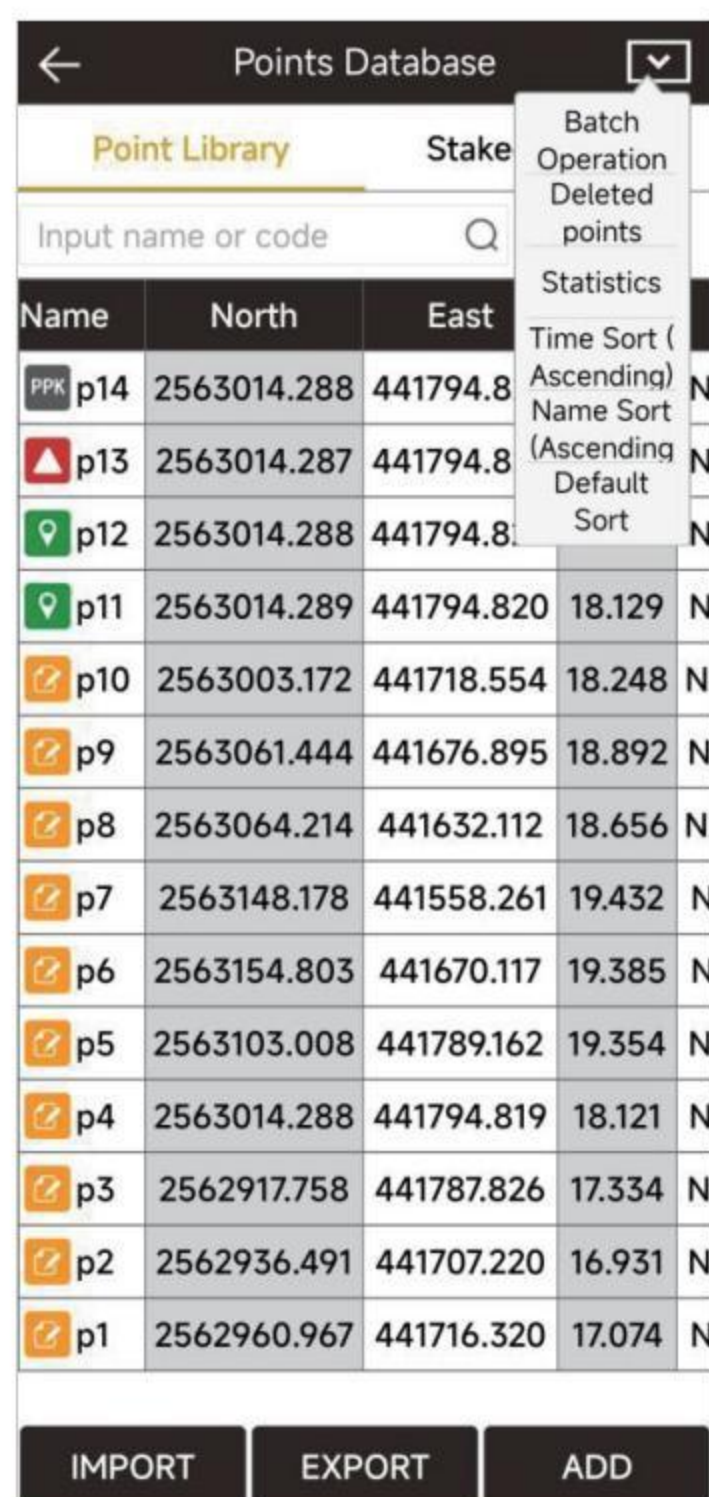 Points Database
Point Library Stake
Batch
Operation
Deleted
points
Statistics
Time Sort (
Ascending)
Name Sort
(Ascending
Default
Sort
Input name or code
Name North East
PPK p14 2563014.288 441794.8 N
p13 2563014.287 441794.8 N
p12 2563014.288 441794.8 N
p11 2563014.289 441794.820 18.129 N
p10 2563003.172 441718.554 18.248 N
p9 2563061.444 441676.895 18.892 N
p8 2563064.214 441632.112 18.656 N
p7 2563148.178 441558.261 19.432 N
p6 2563154.803 441670.117 19.385 N
p5 2563103.008 441789.162 19.354 N
p4 2563014.288 441794.819 18.121 N
p3 2562917.758 441787.826 17.334 N
p2 2562936.491 441707.220 16.931 N
p1 2562960.967 441716.320 17.074 N
IMPORT EXPORT ADD